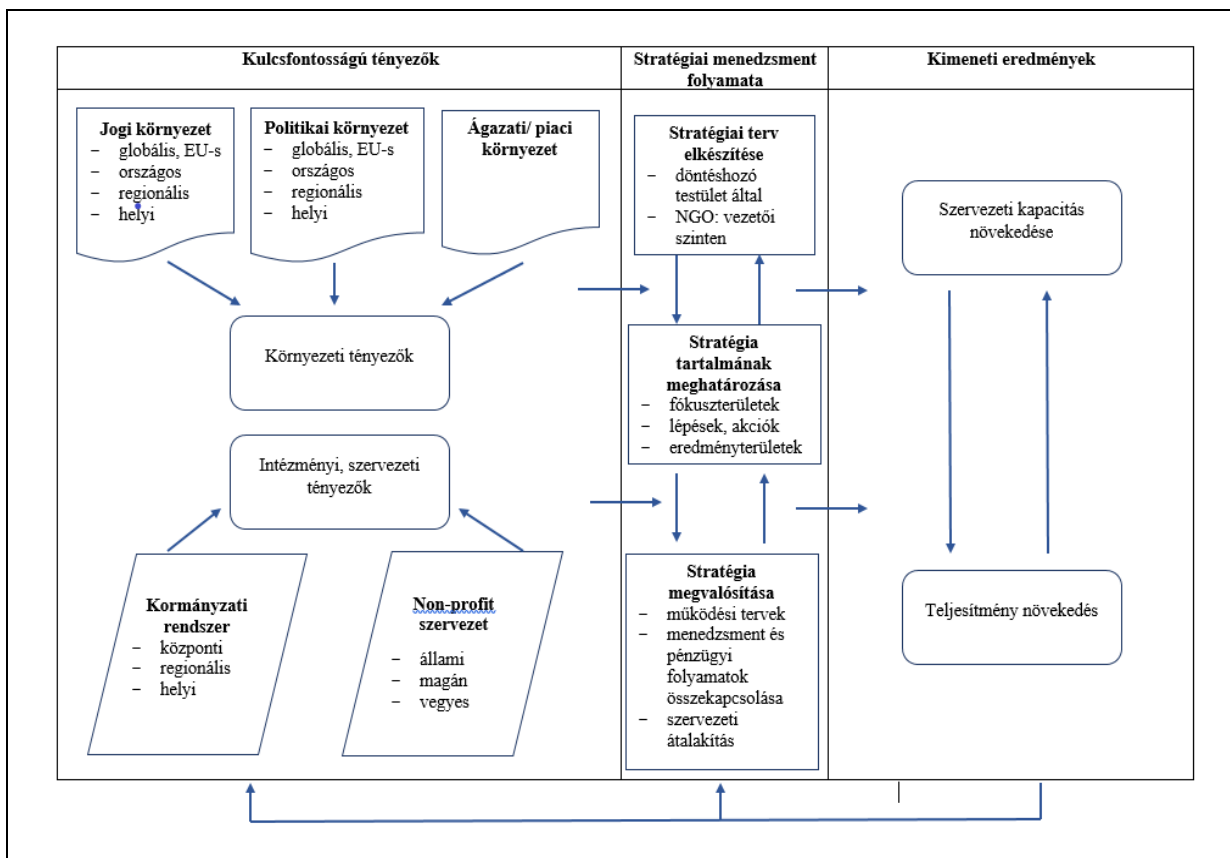 Kulcsfontosságú tényezők
Stratégiai menedzsment
folyamata
Kimeneti eredmények
Jogi környezet
– globális, EU-s
– országos
– regionális
– helyi
Politikai környezet
– globális, EU-s
– országos
– regionális
– helyi
Ágazati/ piaci
környezet
Környezeti tényezők
Intézményi, szervezeti
tényezők
Kormányzati
rendszer
– központi
– regionális
– helyi
Non-profit
szervezet
– állami
– magán
– vegyes
Stratégiai terv
elkészítése
– döntéshozó
testület által
– NGO: vezetői
szinten
Stratégia
tartalmának
meghatározása
– fókuszterületek
– lépések, akciók
– eredményterületek
Stratégia
megvalósítása
– működési tervek
– menedzsment és
pénzügyi
folyamatok
összekapcsolása
– szervezeti
átalakítás
Szervezeti kapacitás
növekedése
Teljesítmény növekedés